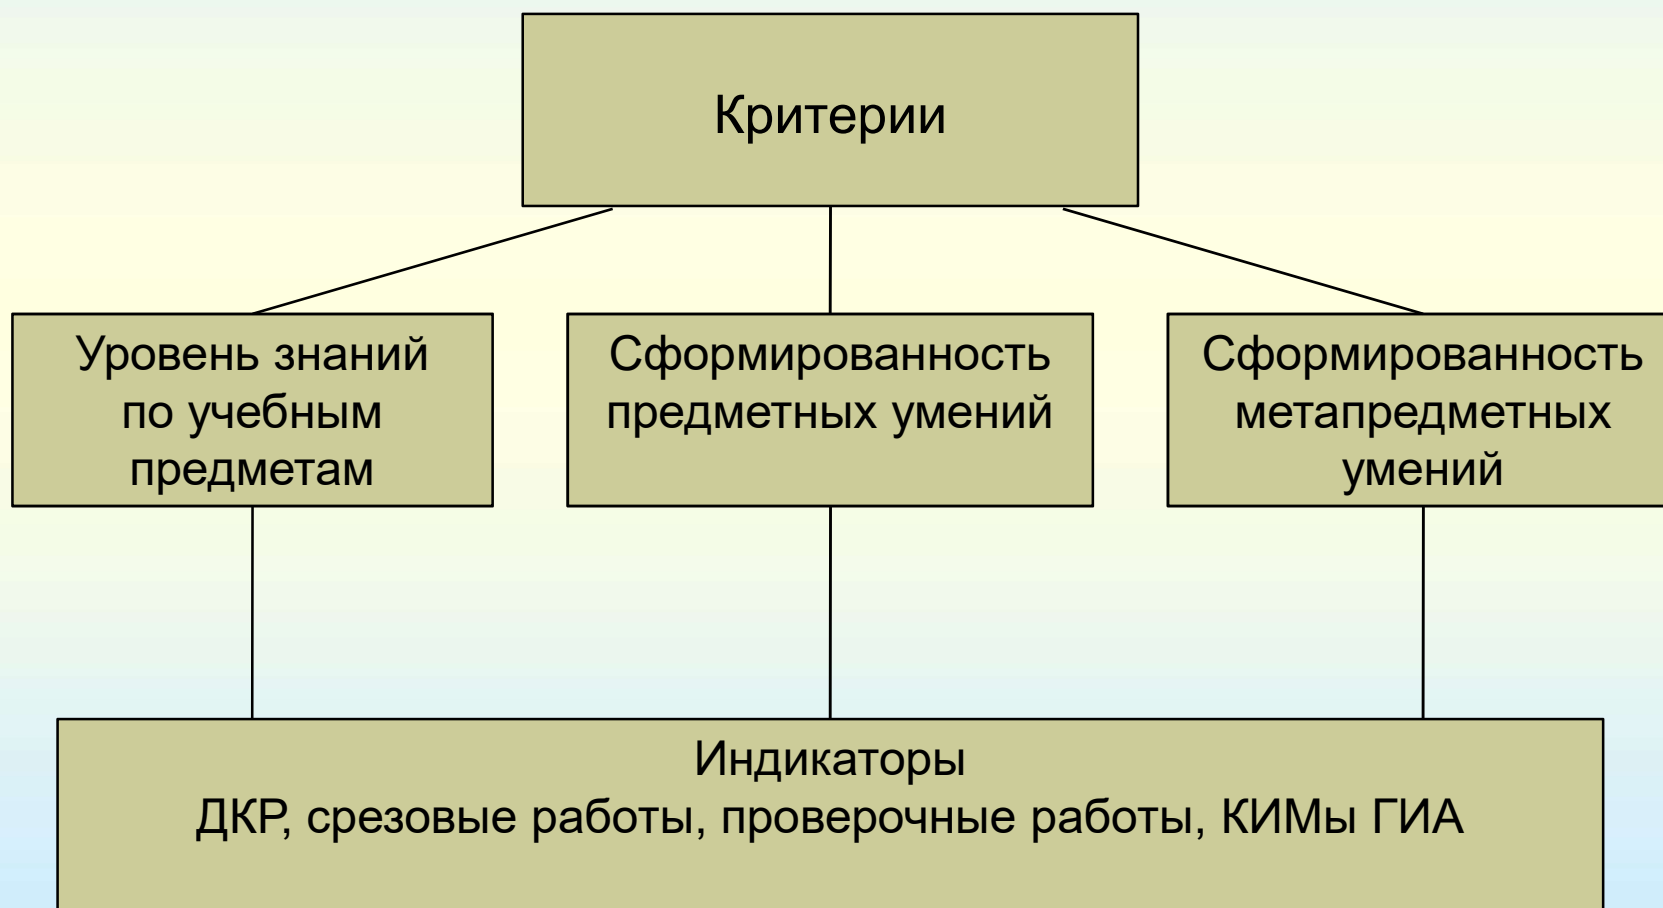 Критерии
Уровень знаний
по учебным
предметам
Сформированность
предметных умений
Сформированность
метапредметных
умений
Индикаторы
ДКР, срезовые работы, проверочные работы, КИМы ГИА